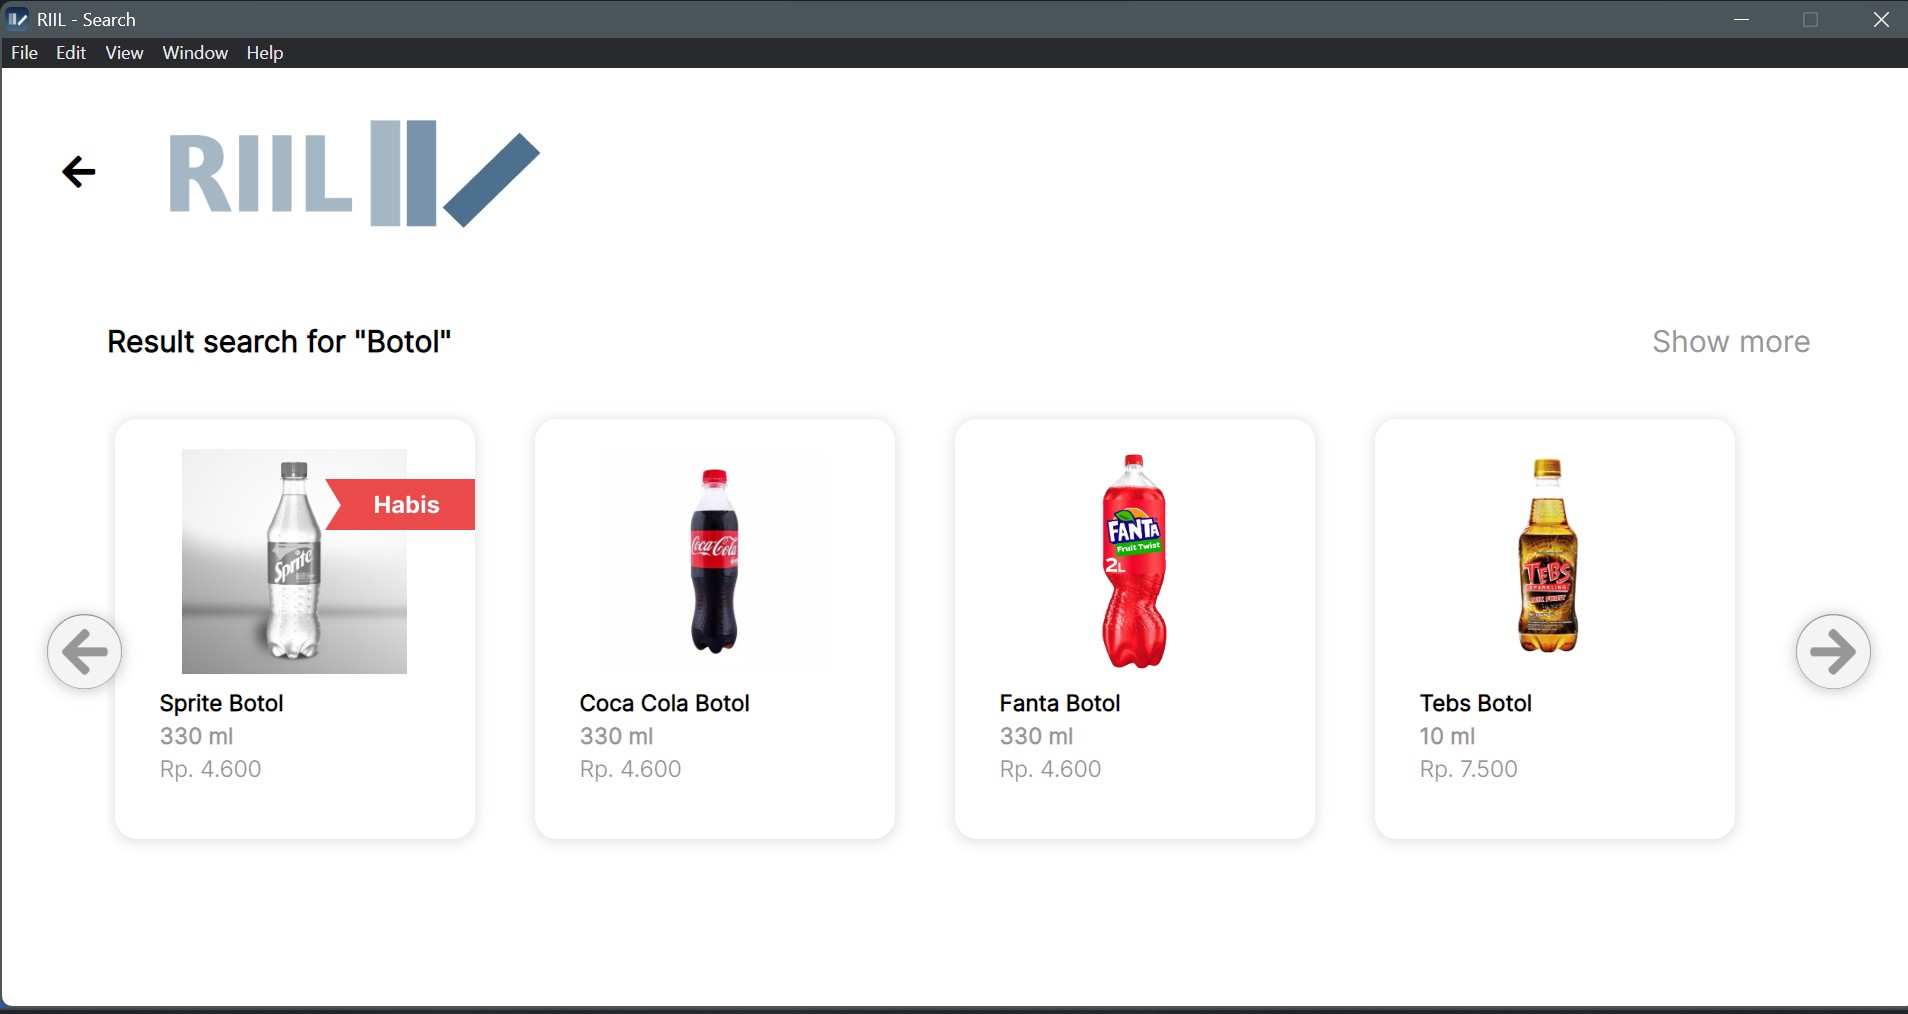 RIIL - Search
File Edit View Window Help
RIIL
Result search for "Botol"
Show more
Habis
Sprite
Sprite Botol
330 ml
Rp. 4.600
Coca-Cola
Coca Cola Botol
330 ml
Rp. 4.600
FANTA
Fruit Twist
2L
Fanta Botol
330 ml
Rp. 4.600
TEBS
SPARKLING
Tebs Botol
10 ml
Rp. 7.500